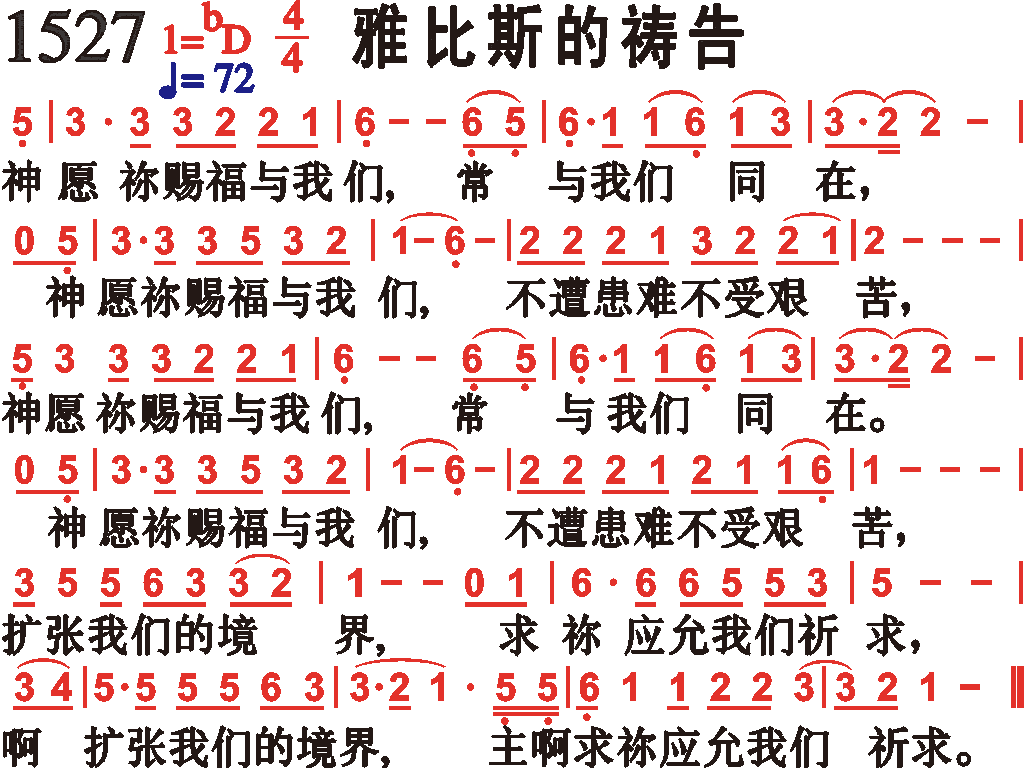 1527 1=bD 4/4 雅比斯的祷告
♩=72
5 | 3 · 3 3 2 2 1 | 6 - - 6 5 | 6·1 1 6 1 3 | 3·2 2 - |
神愿 祢赐福与我们, 常 与我们 同 在，
0 5 | 3·3 3 5 3 2 | 1-6- | 2 2 2 1 3 2 2 1 | 2 - - - |
神愿祢赐福与我 们, 不遭患难不受艰 苦，
5 3 3 3 2 2 1 | 6 - - 6 5 | 6·1 1 6 1 3 | 3·2 2 - |
神愿 祢赐福与我 们, 常 与我们 同 在。
0 5 | 3·3 3 5 3 2 | 1-6- | 2 2 2 1 2 1 1 6 | 1 - - - |
神愿祢赐福与我 们, 不遭患难不受艰 苦，
3 5 5 6 3 3 2 | 1 - - 0 1 | 6 · 6 6 5 5 3 | 5 - - |
扩张我们的境 界, 求 祢 应允我们祈 求，
3 4 | 5·5 5 5 6 3 | 3·2 1 · 5 5 | 6 1 1 2 2 3 | 3 2 1 - ‖
啊 扩张我们的境界, 主啊求祢应允我们 祈求。